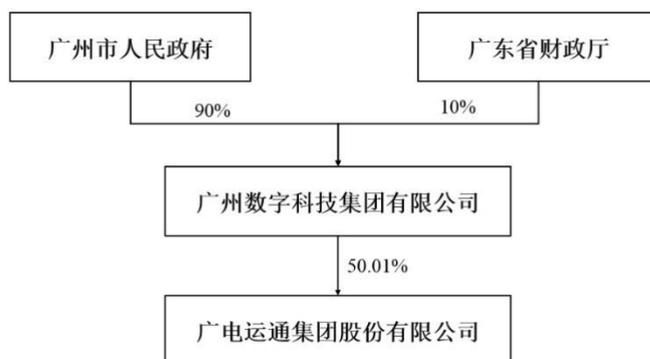 广州市人民政府
广东省财政厅
90%
10%
广州数字科技集团有限公司
50.01%
广电运通集团股份有限公司